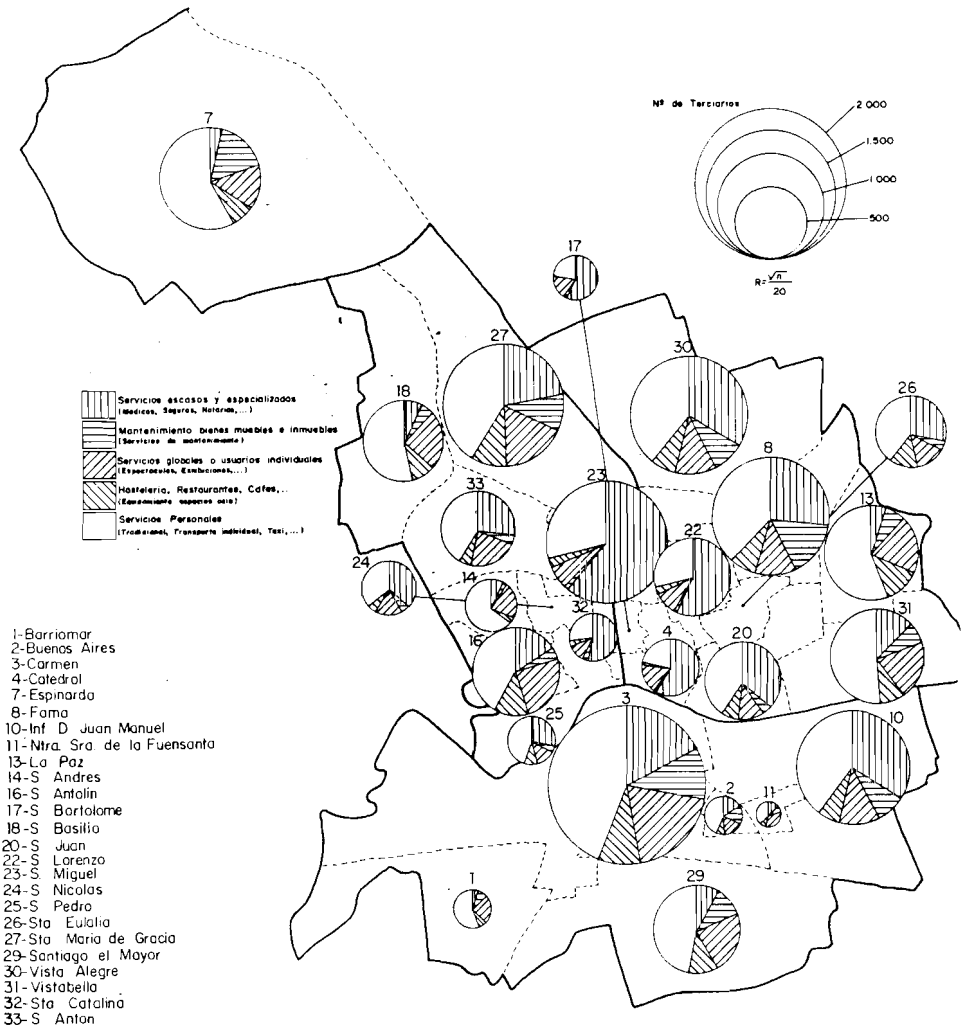 Nº de Terciarios
2 000
1.500
1 000
500
R=√n/20
7
17
27
30
18
26
8
23
33
13
22
24
14
32
4
31
16
20
3
25
10
2
11
1
29
Servicios escasos y especializados
(Medicos, Seguros, Notarios,...)
Mantenimiento bienes muebles e inmuebles
(Servicios de mantenimiento)
Servicios globales o usuarios individuales
(Espectaculos, Exhibiciones,...)
Hosteleria, Restaurantes, Cafes,..
(Equipamiento espacios ocio)
Servicios Personales
(Tradicional, Transporte individual, Taxi,...)
1-Barriomar
2-Buenos Aires
3-Carmen
4-Catedral
7-Espinardo
8-Fama
10-Inf D Juan Manuel
11-Ntra. Sra. de la Fuensanta
13-La Paz
14-S Andres
16-S Antolin
17-S Bartolome
18-S Basilio
20-S Juan
22-S Lorenzo
23-S. Miguel
24-S Nicolas
25-S Pedro
26-Sta Eulalia
27-Sta Maria de Gracia
29-Santiago el Mayor
30-Vista Alegre
31-Vistabella
32-Sta Catalina
33-S Anton